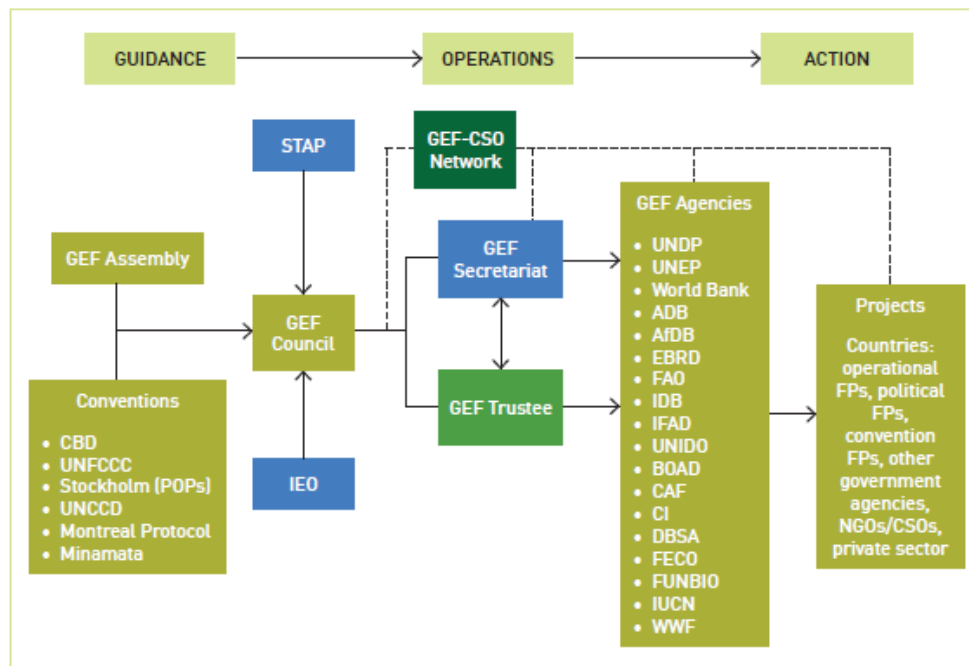 GUIDANCE
OPERATIONS
ACTION
STAP
GEF-CSO
Network
GEF Assembly
GEF
Council
Conventions
• CBD
• UNFCCC
• Stockholm (POPs)
• UNCCD
• Montreal Protocol
• Minamata
IEO
GEF
Secretariat
GEF Trustee
GEF Agencies
• UNDP
• UNEP
• World Bank
• ADB
• AfDB
• EBRD
• FAO
• IDB
• IFAD
• UNIDO
• BOAD
• CAF
• CI
• DBSA
• FECO
• FUNBIO
• IUCN
• WWF
Projects
Countries:
operational
FPs, political
FPs,
convention
FPs, other
government
agencies,
NGOs/CSOs,
private sector